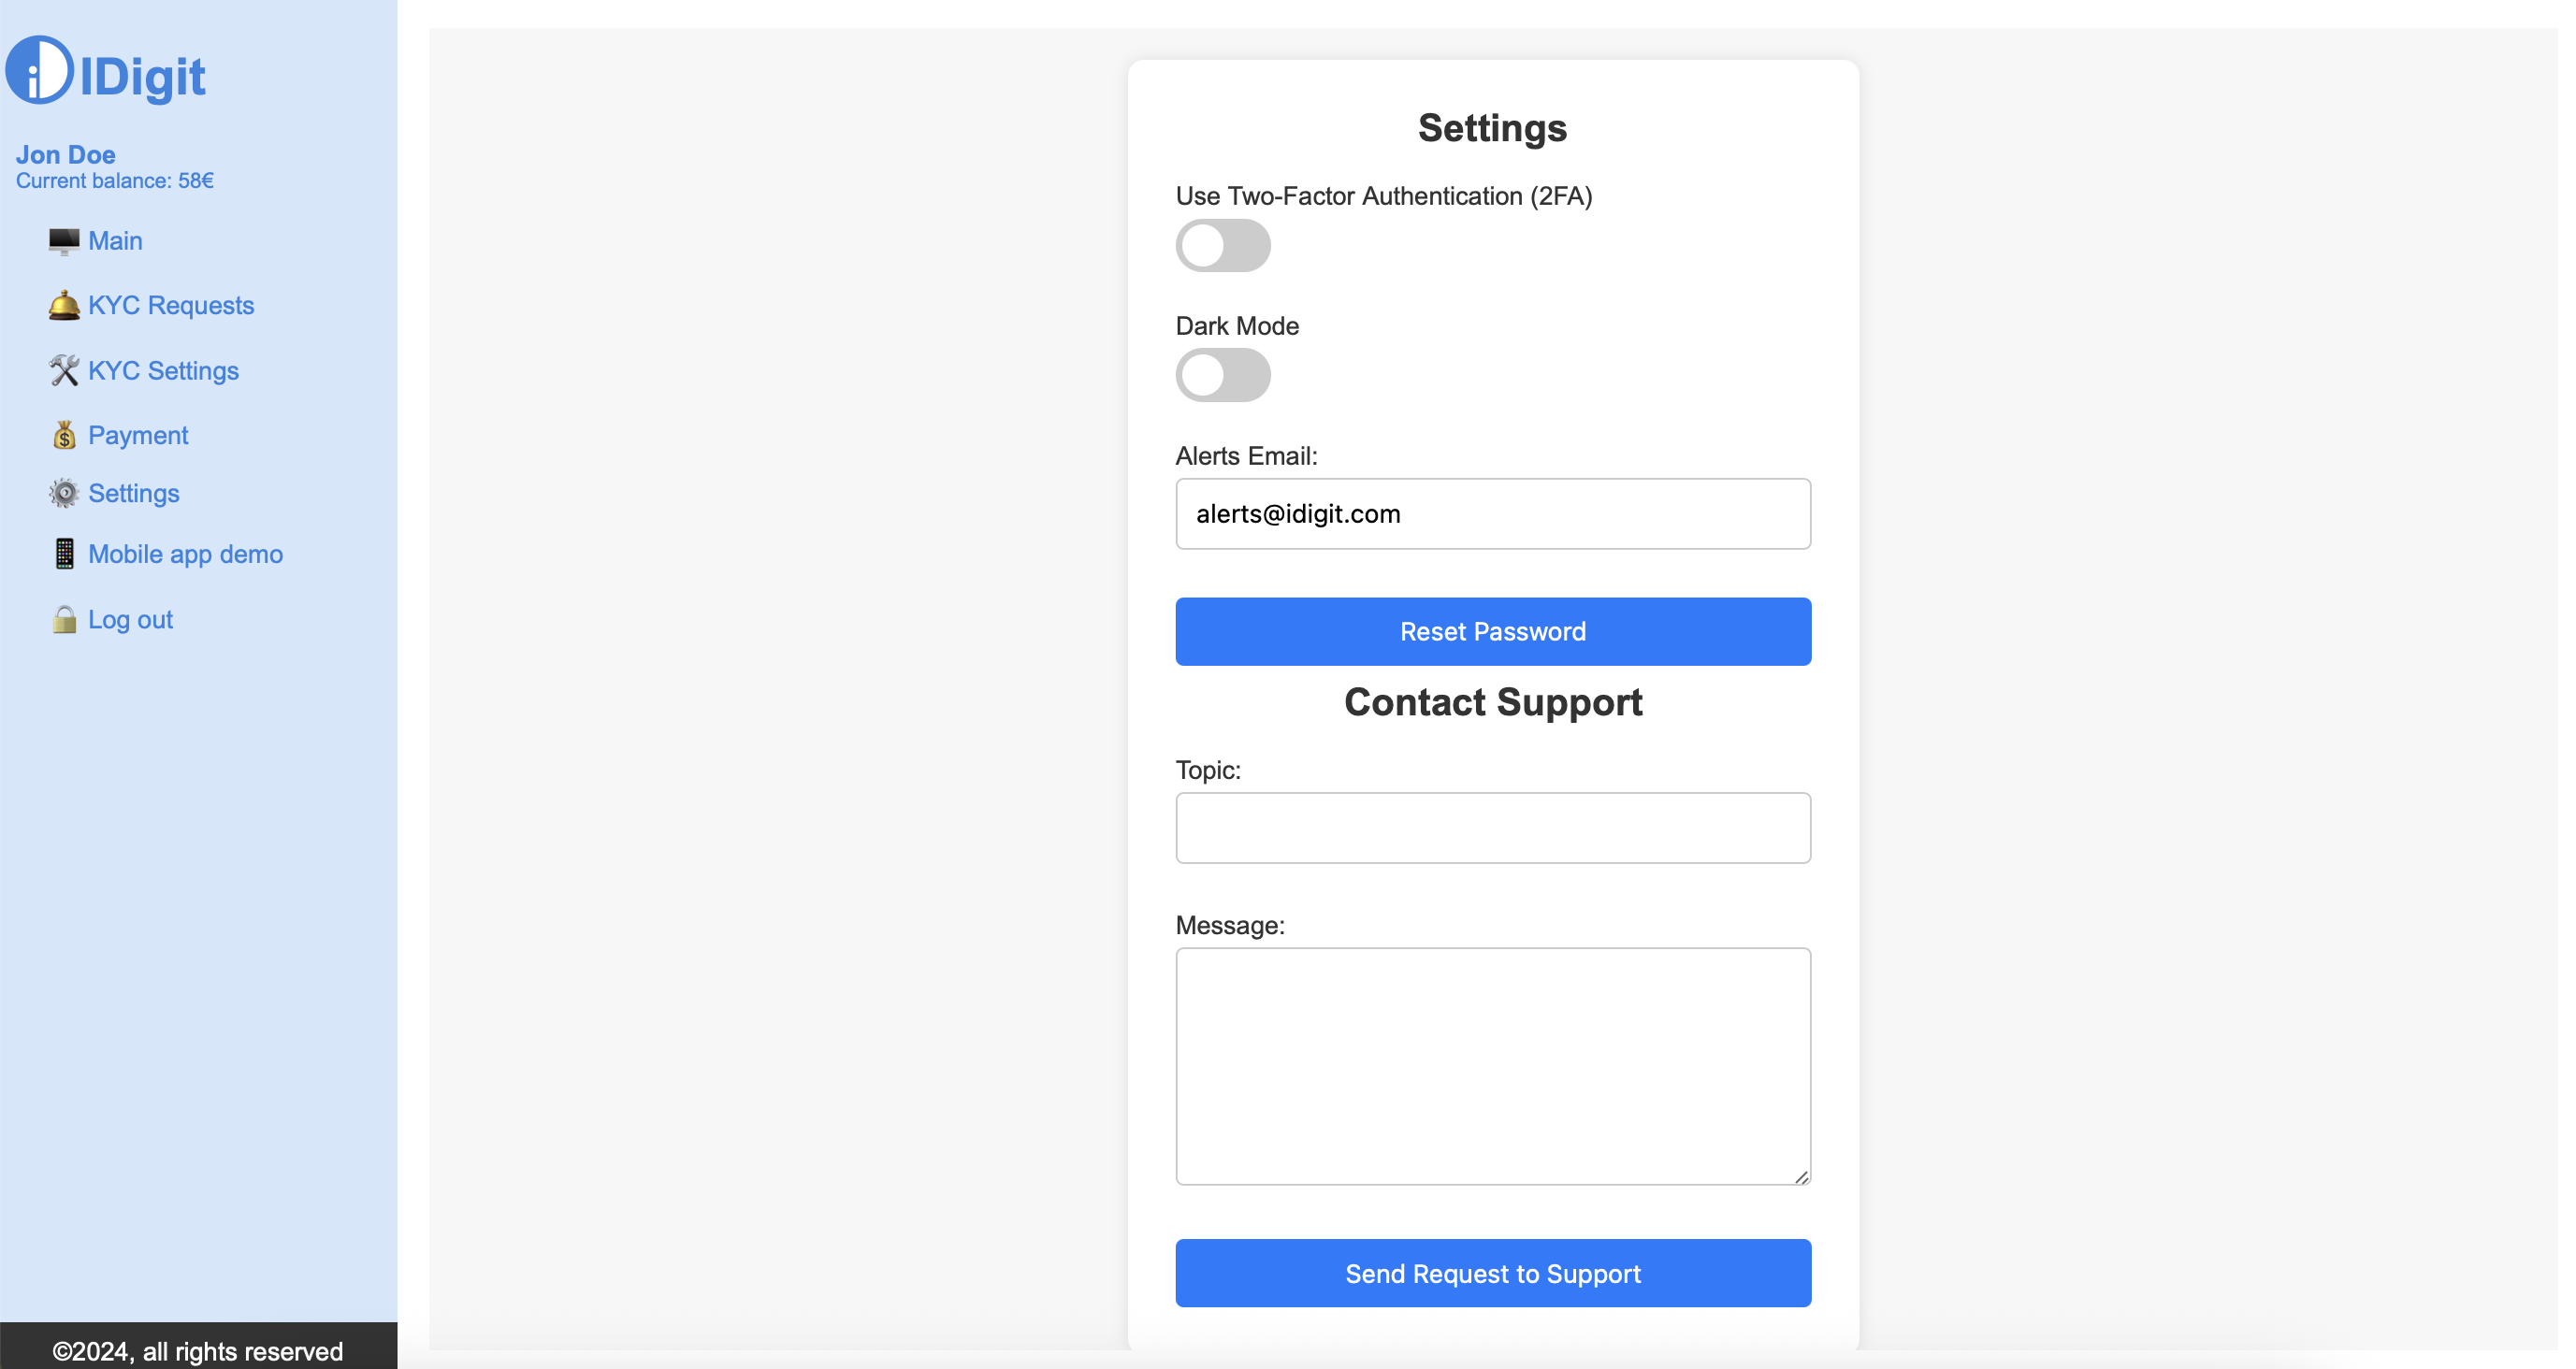 IDigit
Jon Doe
Current balance: 58€
Main
KYC Requests
KYC Settings
Payment
Settings
Mobile app demo
Log out
©2024, all rights reserved
Settings
Use Two-Factor Authentication (2FA)
Dark Mode
Alerts Email:
alerts@idigit.com
Reset Password
Contact Support
Topic:
Message:
Send Request to Support